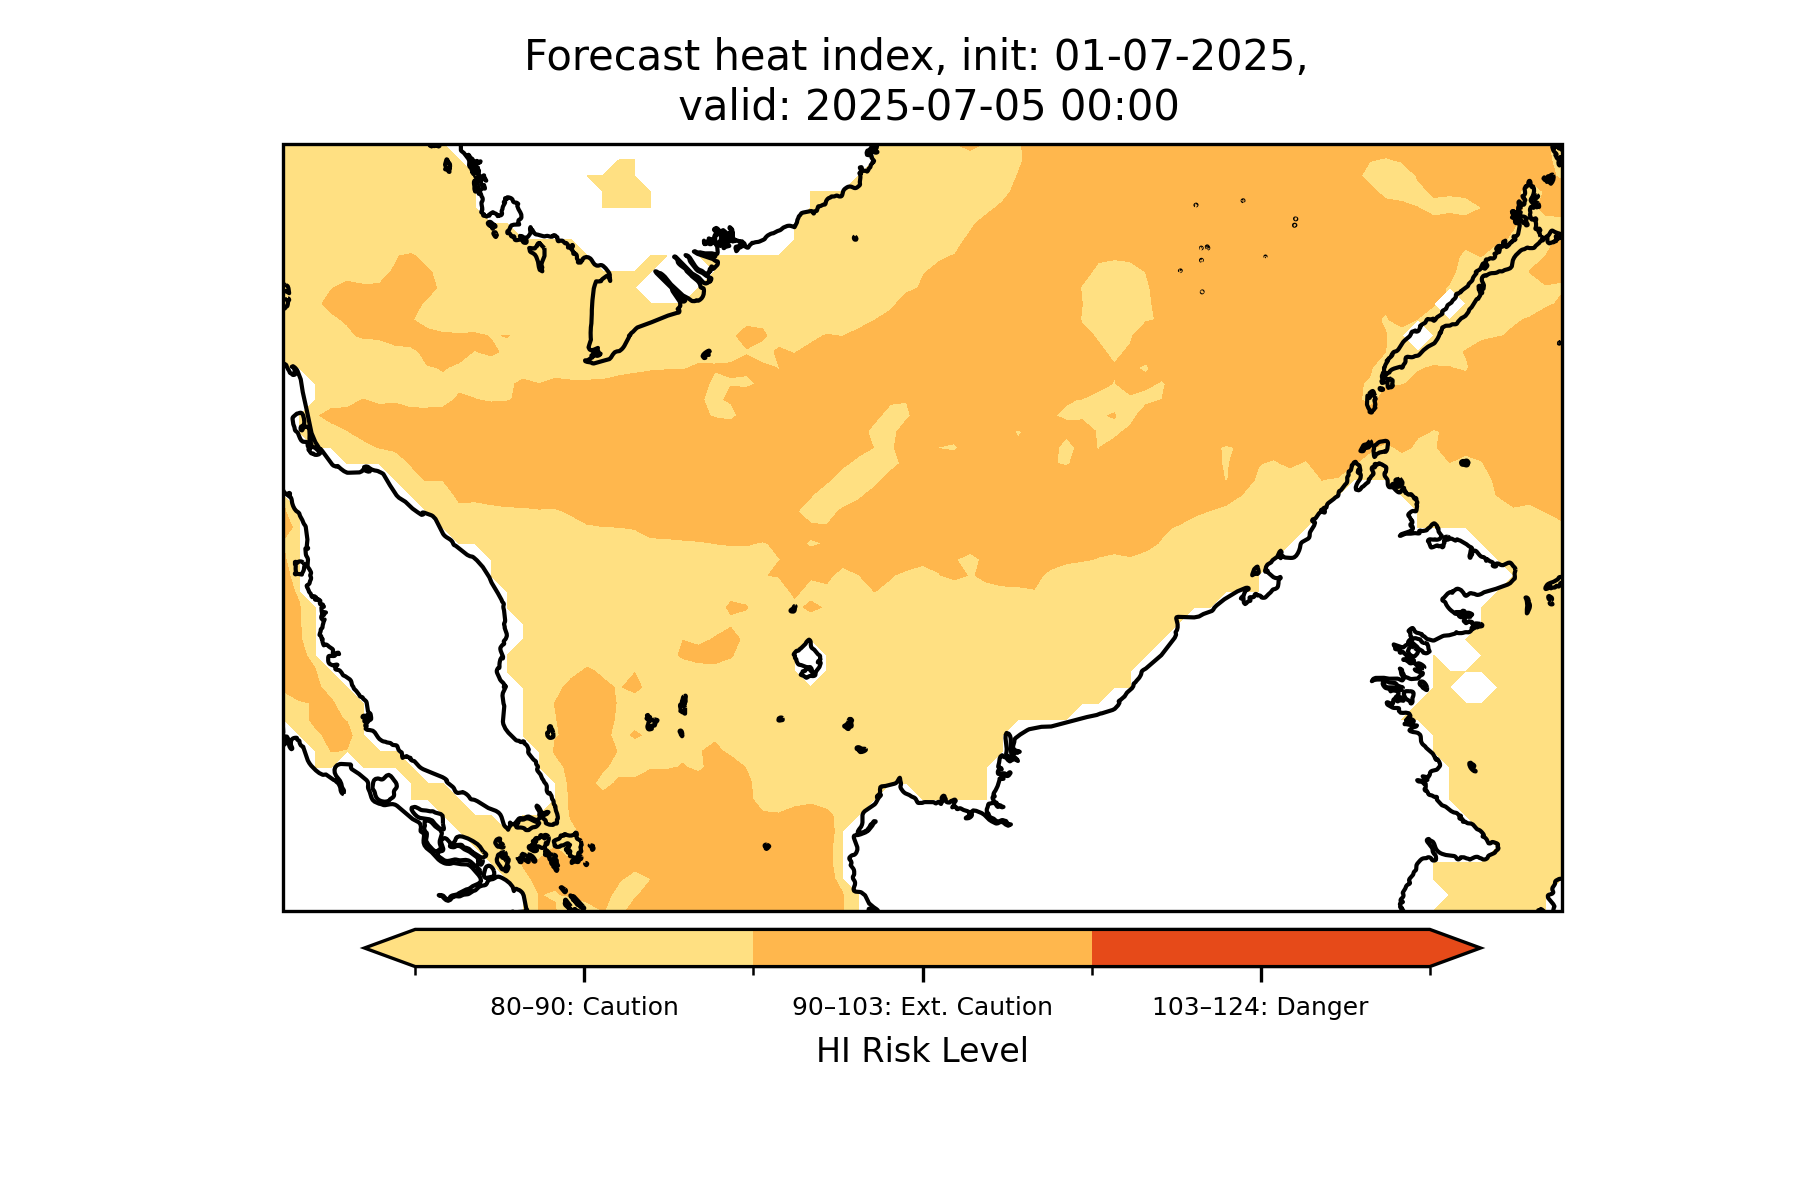 Forecast heat index, init: 01-07-2025,
valid: 2025-07-05 00:00
80–90: Caution
90–103: Ext. Caution
103–124: Danger
HI Risk Level